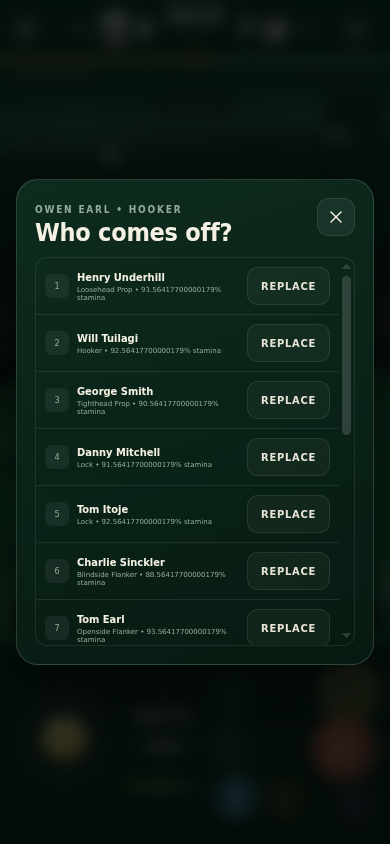 OWEN EARL • HOOKER
Who comes off?
1
Henry Underhill
Loosehead Prop • 93.56417700000179%
stamina
REPLACE
2
Will Tuilagi
Hooker • 92.56417700000179% stamina
REPLACE
3
George Smith
Tighthead Prop • 90.56417700000179%
stamina
REPLACE
4
Danny Mitchell
Lock • 91.56417700000179% stamina
REPLACE
5
Tom Itoje
Lock • 92.56417700000179% stamina
REPLACE
6
Charlie Sinckler
Blindside Flanker • 88.56417700000179%
stamina
REPLACE
7
Tom Earl
Openside Flanker • 93.56417700000179%
stamina
REPLACE